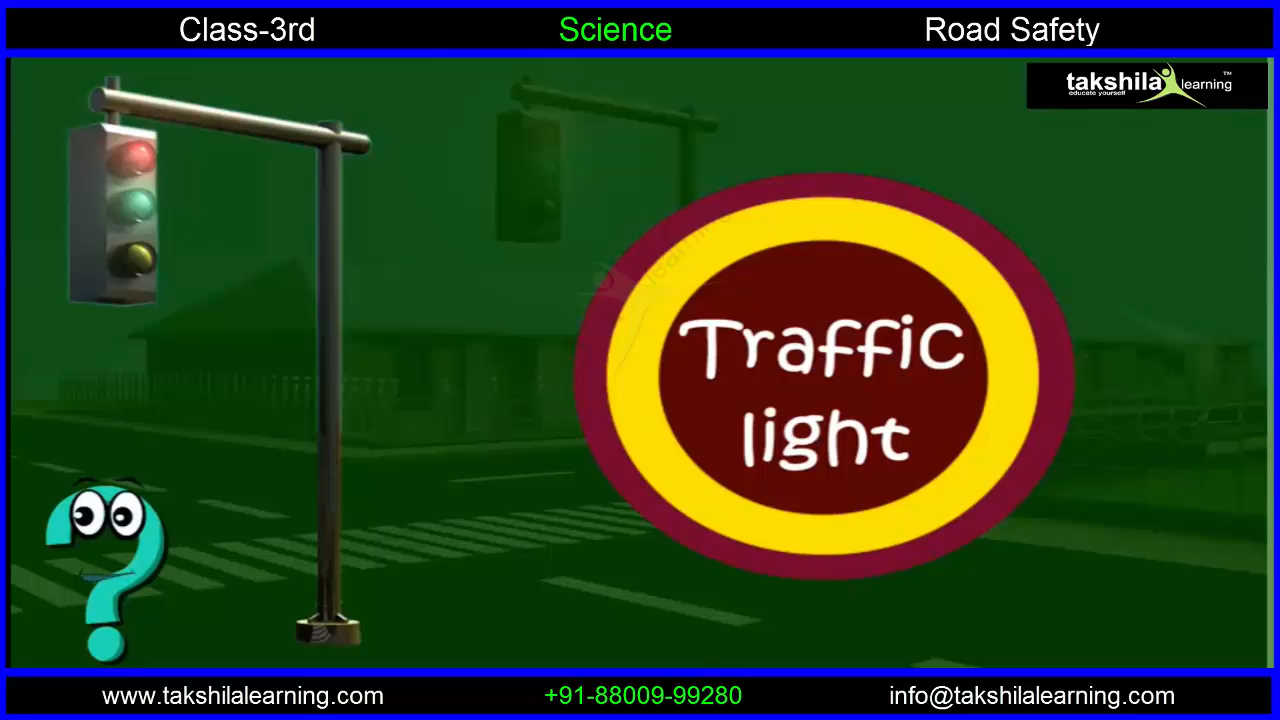 Class-3rd
Science
Road Safety
takshila learning™
educate yourself
Traffic
light
www.takshilalearning.com
+91-88009-99280
info@takshilalearning.com